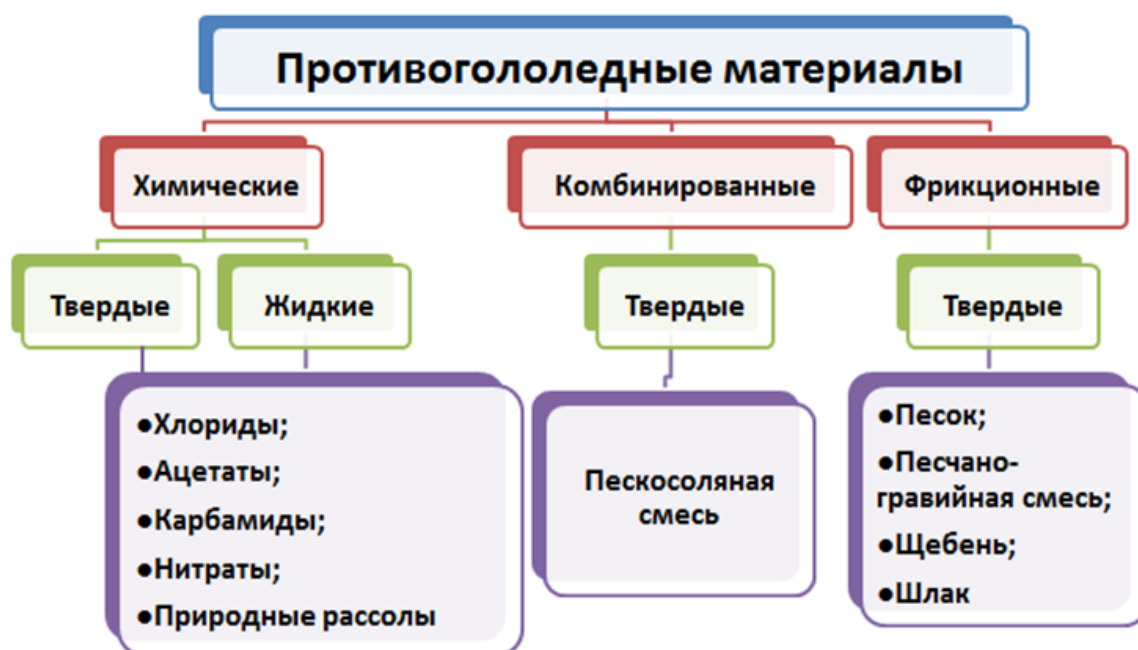 Противогололедные материалы
Химические
Комбинированные
Фрикционные
Твердые
Жидкие
Твердые
Твердые
●Хлориды;
●Ацетаты;
●Карбамиды;
●Нитраты;
●Природные рассолы
Пескосоляная
смесь
●Песок;
●Песчано-
гравийная смесь;
●Щебень;
●Шлак